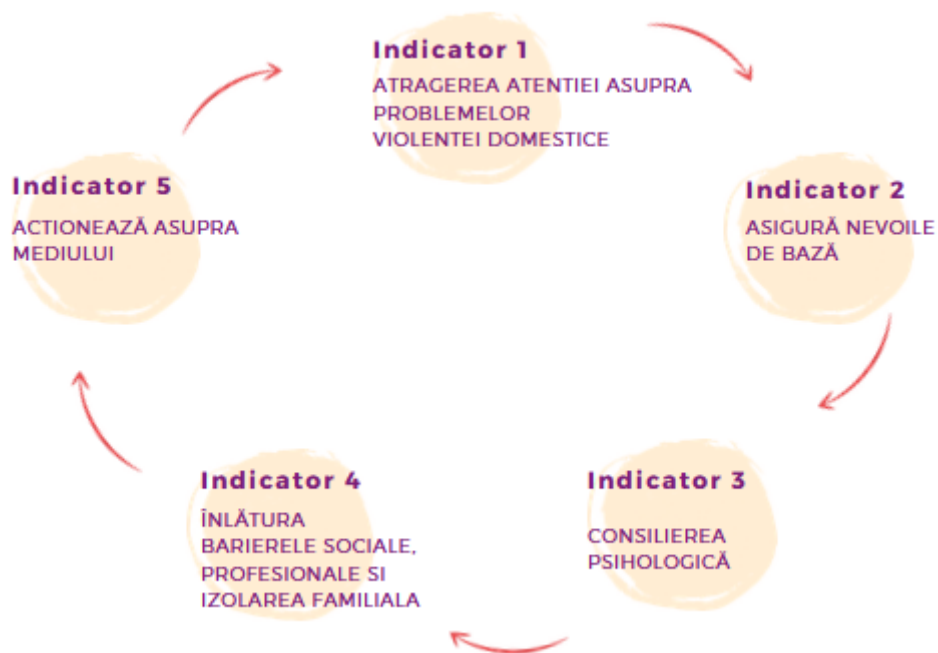 Indicator 1
ATRAGEREA ATENTIEI ASUPRA
PROBLEMELOR
VIOLENTEI DOMESTICE
Indicator 2
ASIGURĂ NEVOILE
DE BAZĂ
Indicator 3
CONSILIEREA
PSIHOLOGICĂ
Indicator 4
ÎNLĂTURA
BARIERELE SOCIALE,
PROFESIONALE SI
IZOLAREA FAMILIALA
Indicator 5
ACTIONEAZĂ ASUPRA
MEDIULUI